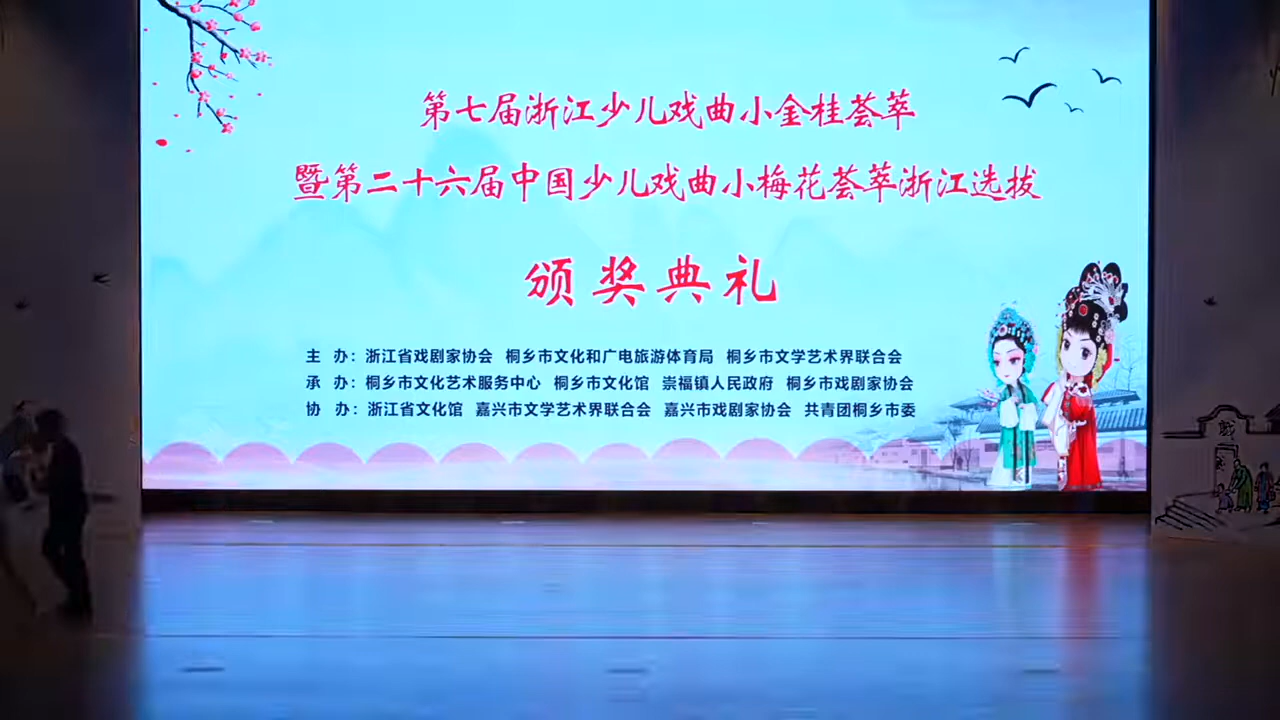 第七届浙江少儿戏曲小金桂荟萃
暨第二十六届中国少儿戏曲小梅花荟萃浙江选拔
颁奖典礼
主 办：浙江省戏剧家协会 桐乡市文化和广电旅游体育局 桐乡市文学艺术界联合会
承 办：桐乡市文化艺术服务中心 桐乡市文化馆 崇福镇人民政府 桐乡市戏剧家协会
协 办：浙江省文化馆 嘉兴市文学艺术界联合会 嘉兴市戏剧家协会 共青团桐乡市委